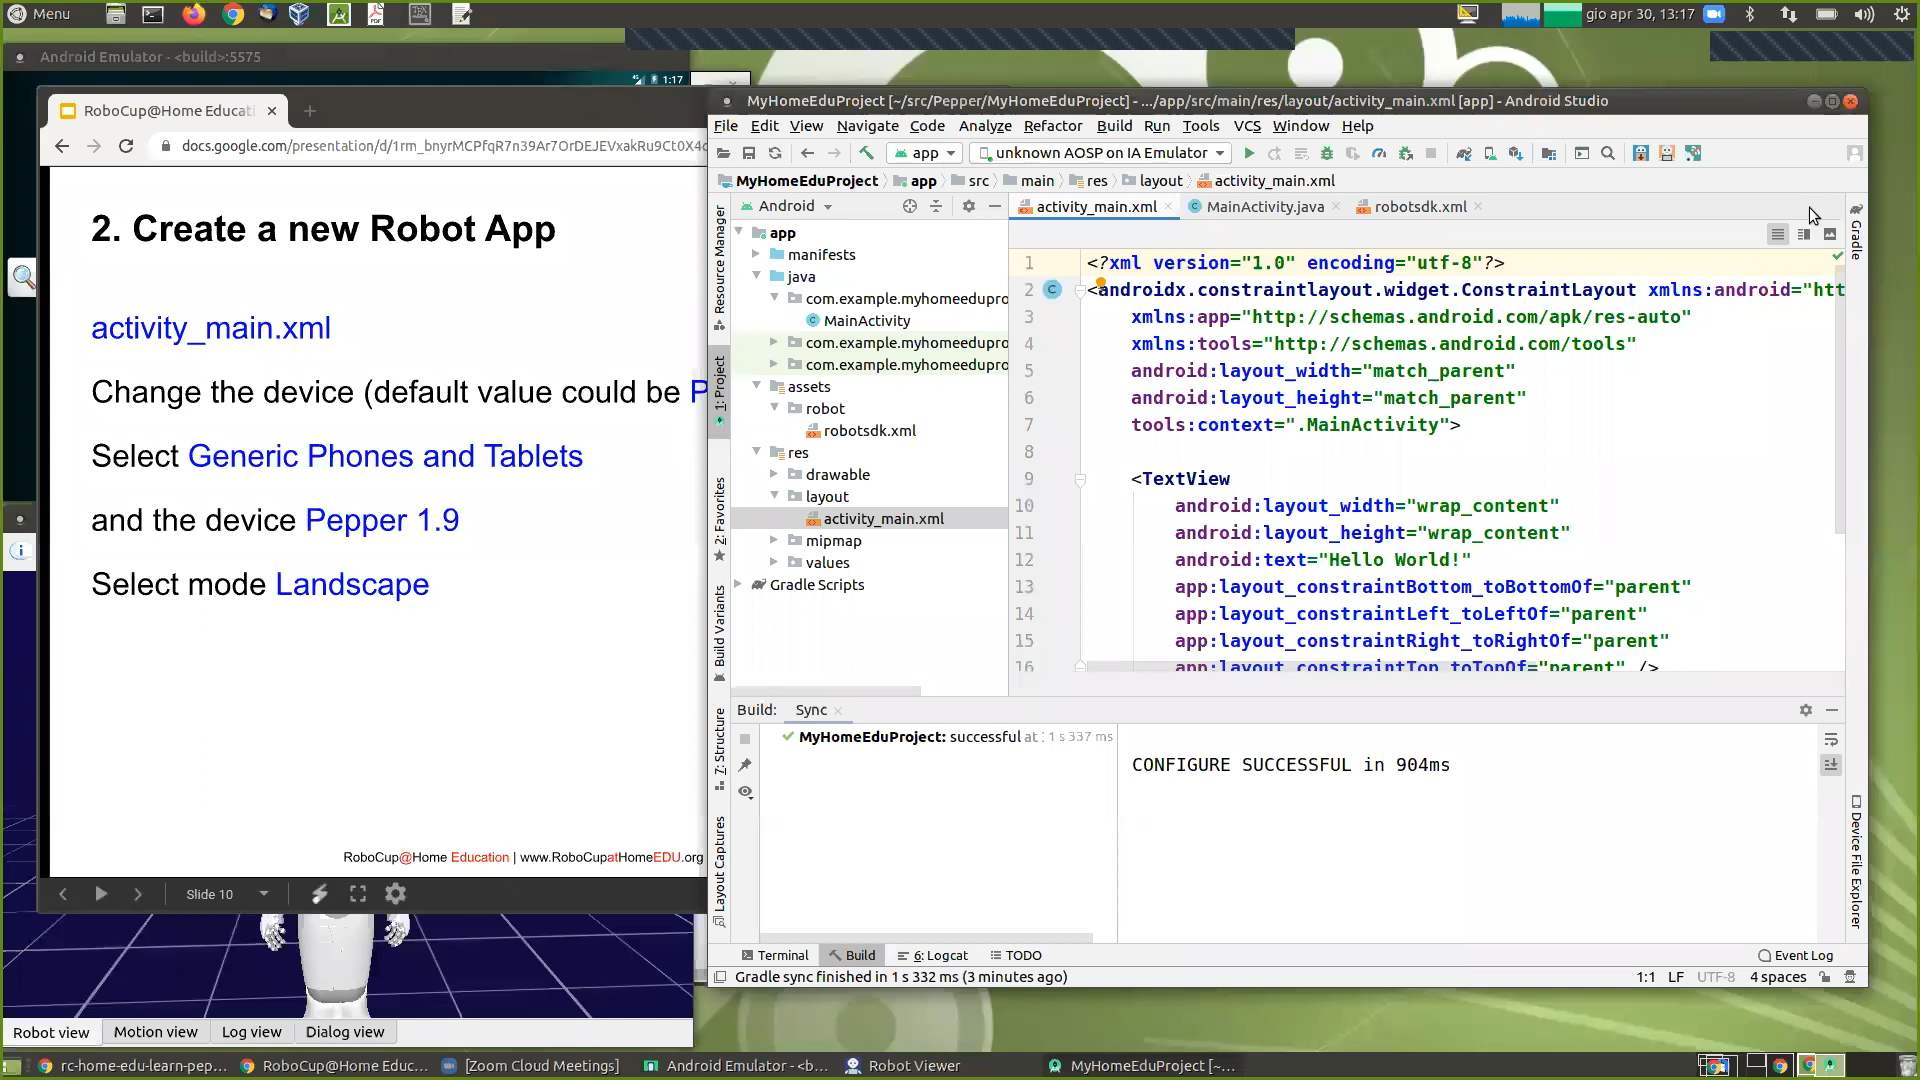 Menu
gio apr 30, 13:17
Android Emulator - <build>:5575
1:17
RoboCup@Home Educati
docs.google.com/presentation/d/1rm_bnyrMCPfqR7n39Ar7OrDEJEVxakRu9Ct0X4c
2. Create a new Robot App
activity_main.xml
Change the device (default value could be P
Select Generic Phones and Tablets
and the device Pepper 1.9
Select mode Landscape
RoboCup@Home Education | www.RoboCupatHomeEDU.org
Slide 10
Robot view
Motion view
Log view
Dialog view
MyHomeEduProject [~/src/Pepper/MyHomeEduProject] - .../app/src/main/res/layout/activity_main.xml [app] - Android Studio
File Edit View Navigate Code Analyze Refactor Build Run Tools VCS Window Help
app
unknown AOSP on IA Emulator
MyHomeEduProject app src main res layout activity_main.xml
Android
activity_main.xml
MainActivity.java
robotsdk.xml
Resource Manager
1: Project
2: Favorites
Build Variants
7: Structure
Layout Captures
app
manifests
java
com.example.myhomeedupro
MainActivity
com.example.myhomeedupro
com.example.myhomeedupro
assets
robot
robotsdk.xml
res
drawable
layout
activity_main.xml
mipmap
values
Gradle Scripts
1 <?xml version="1.0" encoding="utf-8"?>
2 <androidx.constraintlayout.widget.ConstraintLayout xmlns:android="htt
3 xmlns:app="http://schemas.android.com/apk/res-auto"
4 xmlns:tools="http://schemas.android.com/tools"
5 android:layout_width="match_parent"
6 android:layout_height="match_parent"
7 tools:context=".MainActivity">
8
9 <TextView
10 android:layout_width="wrap_content"
11 android:layout_height="wrap_content"
12 android:text="Hello World!"
13 app:layout_constraintBottom_toBottomOf="parent"
14 app:layout_constraintLeft_toLeftOf="parent"
15 app:layout_constraintRight_toRightOf="parent"
16 app:layout_constraintTop_toTopOf="parent" />
Gradle
Device File Explorer
Build: Sync
MyHomeEduProject: successful at 1 s 337 ms
CONFIGURE SUCCESSFUL in 904ms
Terminal
Build
6: Logcat
TODO
Event Log
Gradle sync finished in 1 s 332 ms (3 minutes ago)
1:1 LF UTF-8 4 spaces
rc-home-edu-learn-pep...
RoboCup@Home Educ...
[Zoom Cloud Meetings]
Android Emulator - <b...
Robot Viewer
MyHomeEduProject [~...